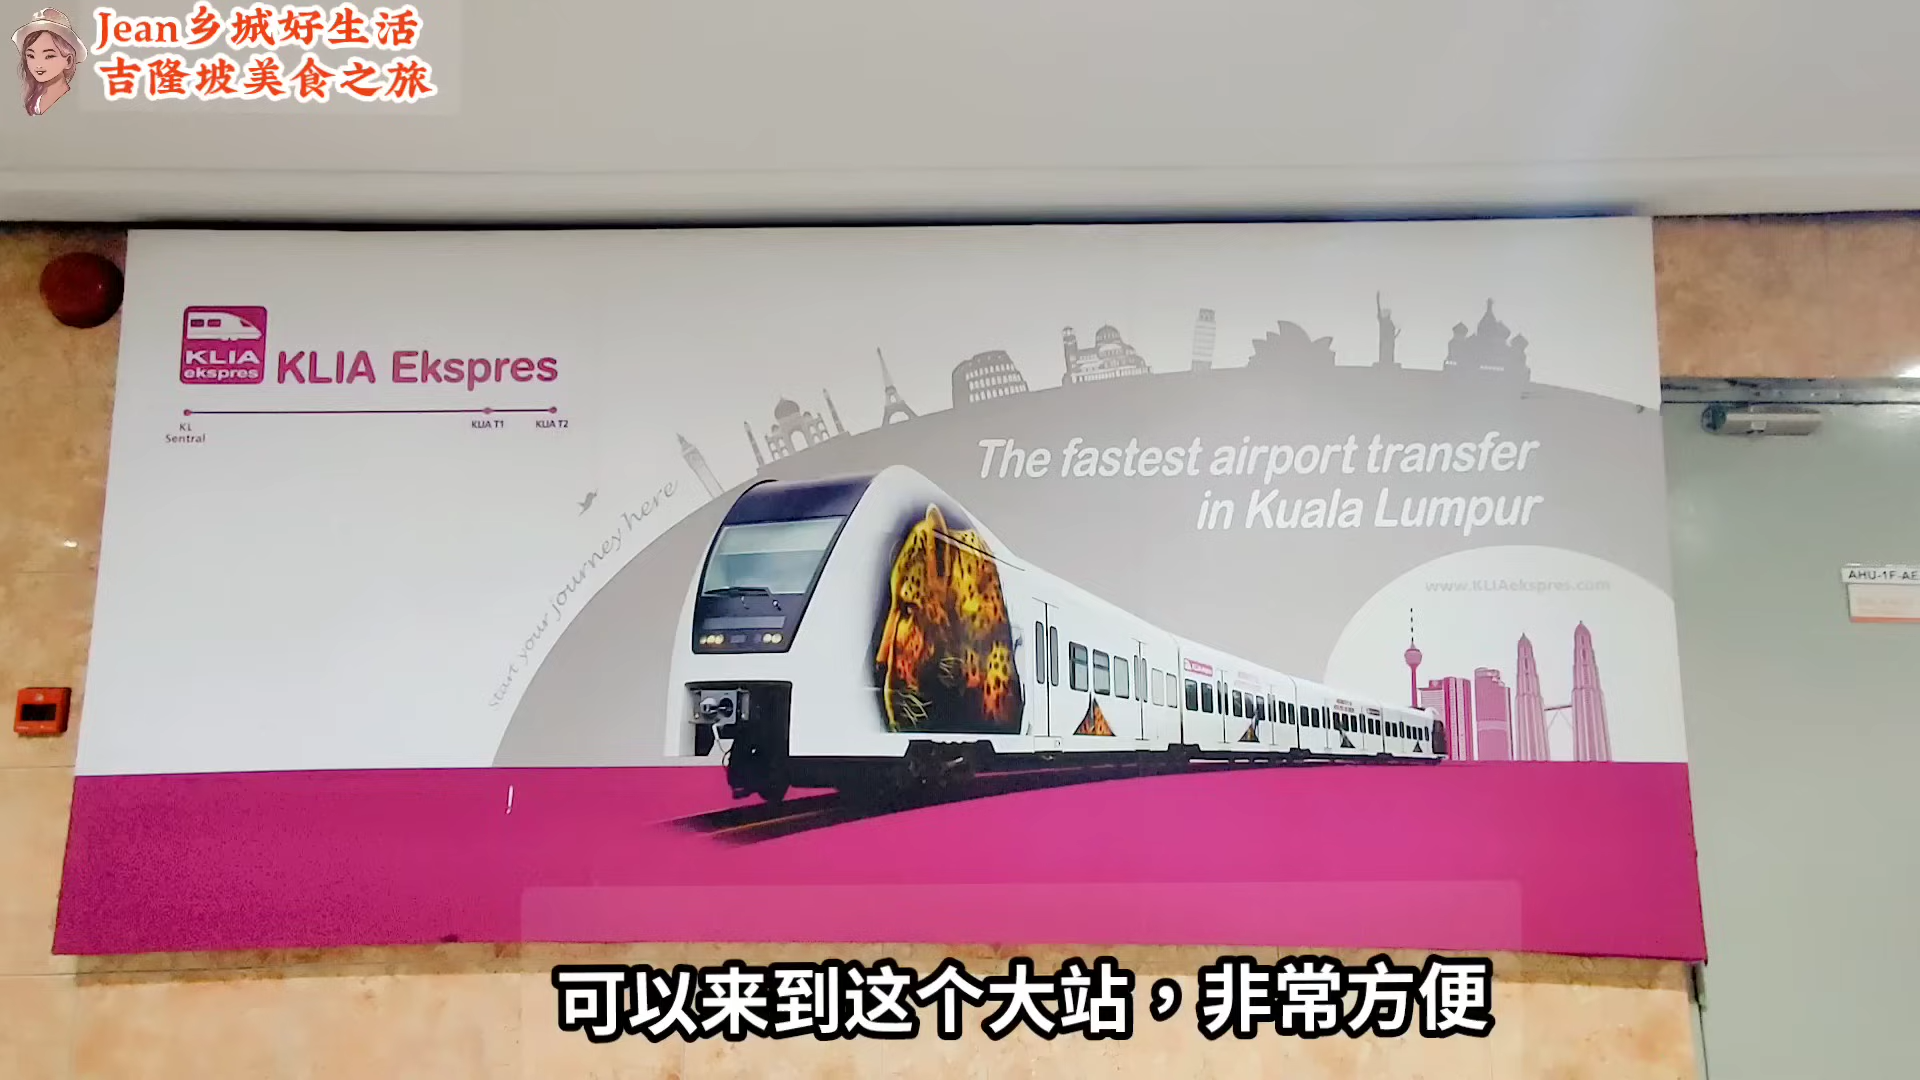 Jean乡城好生活
吉隆坡美食之旅
KLIA
ekspres
KLIA Ekspres
KL
Sentral
KLIA T1
KLIA T2
Start your journey here
The fastest airport transfer
in Kuala Lumpur
www.KLIAekspres.com
AHU-1F-AE
可以来到这个大站，非常方便